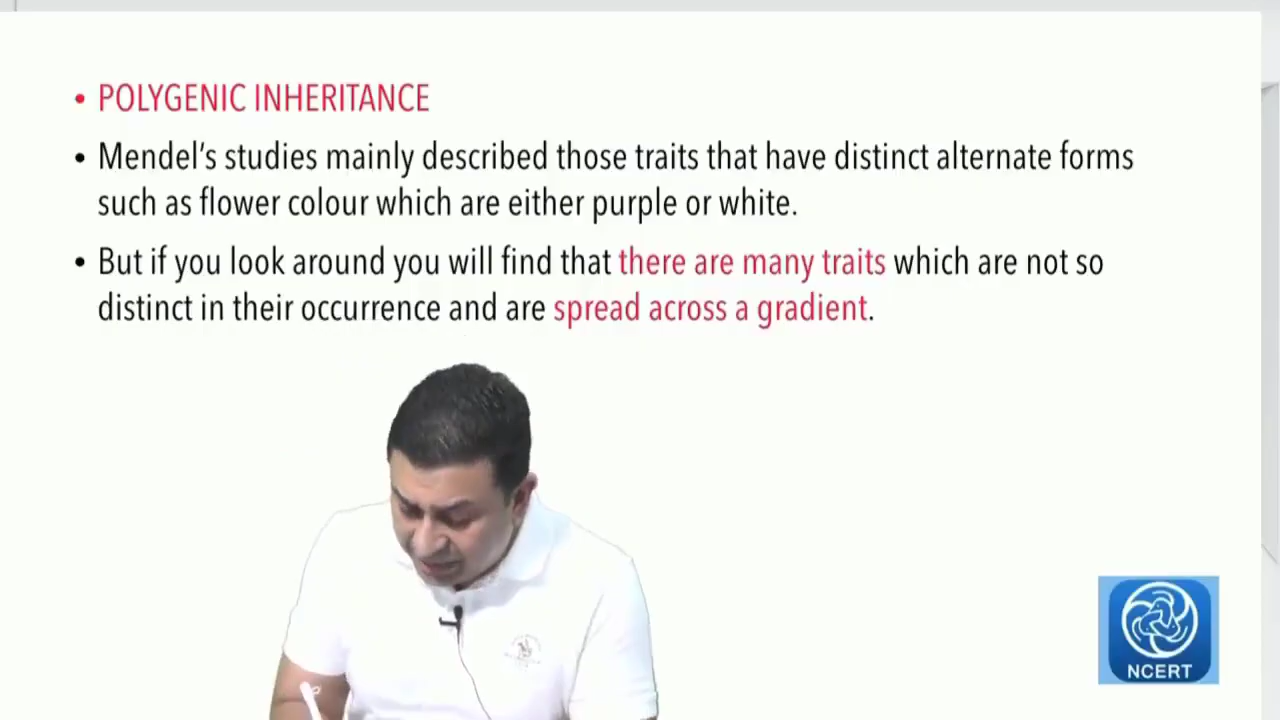 • POLYGENIC INHERITANCE
• Mendel's studies mainly described those traits that have distinct alternate forms
such as flower colour which are either purple or white.
• But if you look around you will find that there are many traits which are not so
distinct in their occurrence and are spread across a gradient.
NCERT